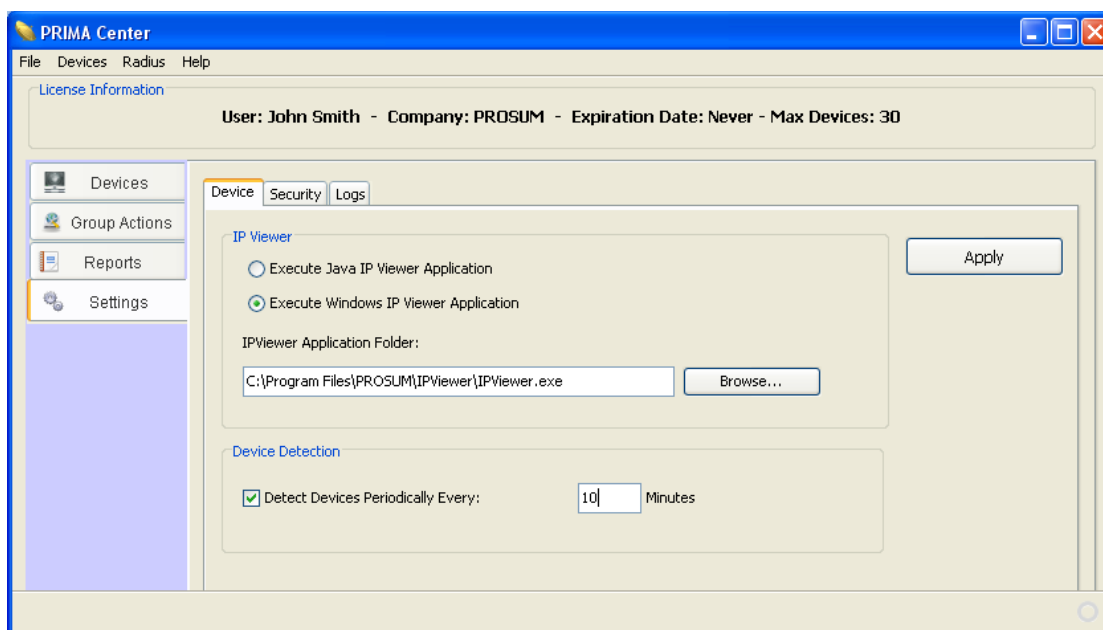 PRIMA Center
File Devices Radius Help
License Information
User: John Smith - Company: PROSUM - Expiration Date: Never - Max Devices: 30
Devices
Group Actions
Reports
Settings
Device Security Logs
IP Viewer
Execute Java IP Viewer Application
Execute Windows IP Viewer Application
IPViewer Application Folder:
C:\Program Files\PROSUM\IPViewer\IPViewer.exe Browse...
Apply
Device Detection
Detect Devices Periodically Every: 10 Minutes